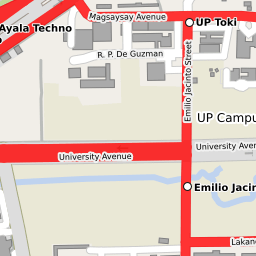 Magsaysay Avenue
UP Toki
Ayala Techno
R. P. De Guzman
Emilio Jacinto Street
UP Campu
University Avenue
University Aven
Emilio Jacin
Lakan